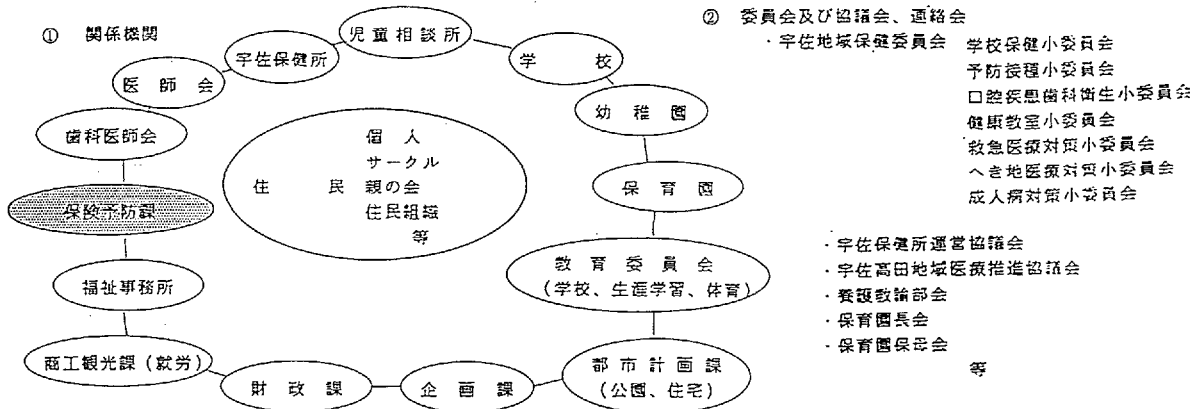 ① 関係機関
児童相談所
宇佐保健所
学校
医師会
幼稚園
歯科医師会
保育園
保険予防課
教育委員会
(学校、生涯学習、体育)
福祉事務所
都市計画課
(公園、住宅)
商工観光課(就労)
財政課
企画課
個人
サークル
住民 親の会
住民組織
等
② 委員会及び協議会、連絡会
・宇佐地域保健委員会 学校保健小委員会
予防接種小委員会
口腔疾患歯科衛生小委員会
健康教室小委員会
救急医療対策小委員会
へき地医療対策小委員会
成人病対策小委員会
・宇佐保健所運営協議会
・宇佐高田地域医療推進協議会
・養護教諭部会
・保育園長会
・保育園保母会
等